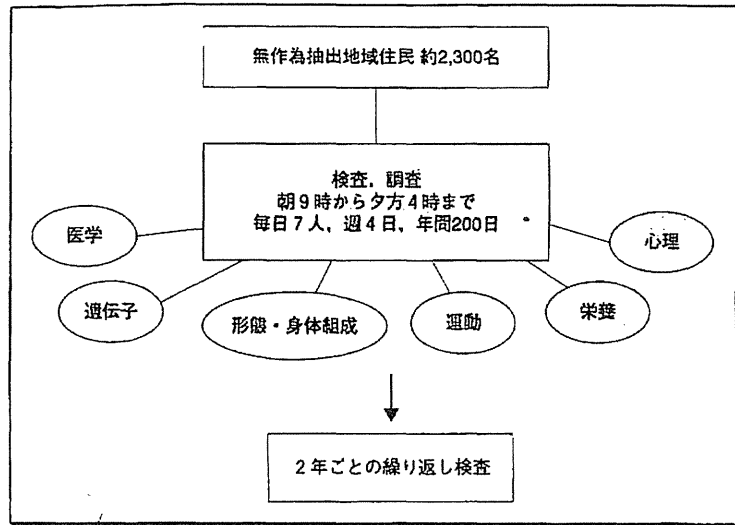 無作為抽出地域住民 約2,300名
検査，調査
朝9時から夕方4時まで
毎日7人，週4日，年間200日
医学
心理
遺伝子
形態・身体組成
運動
栄養
2年ごとの繰り返し検査